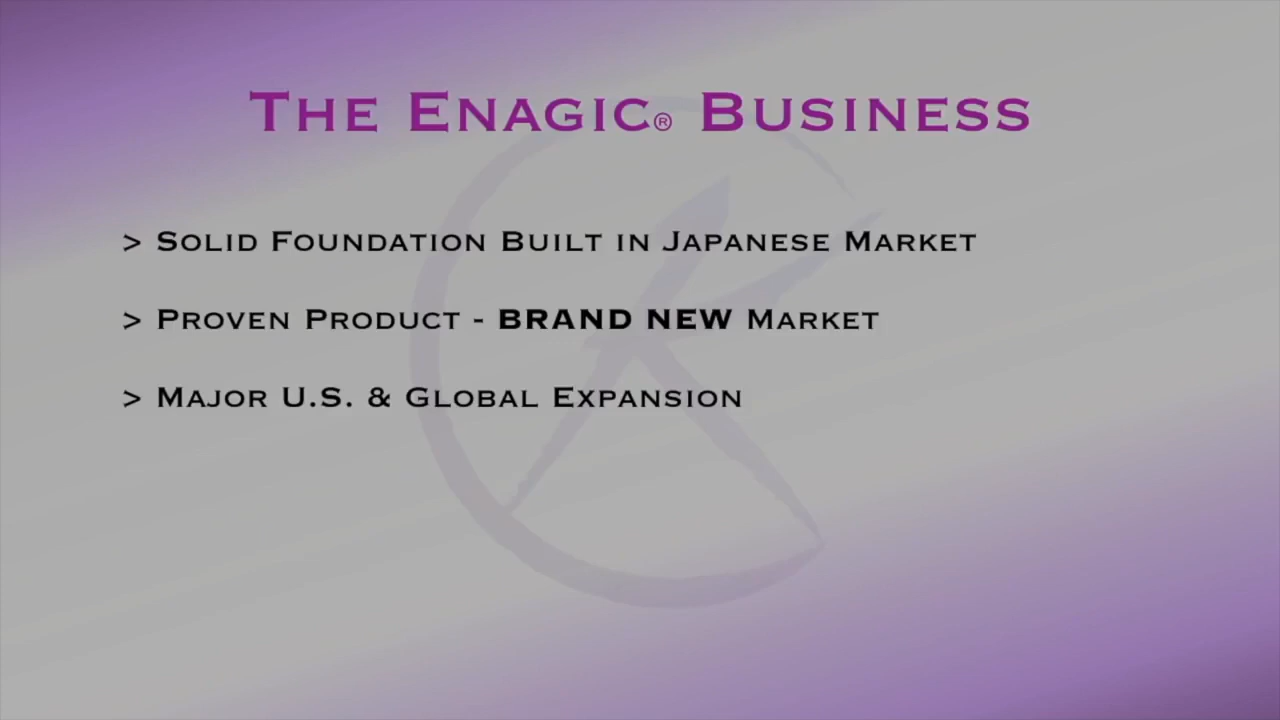 The Enagic® Business
> Solid Foundation Built in Japanese Market
> Proven Product - BRAND NEW Market
> Major U.S. & Global Expansion